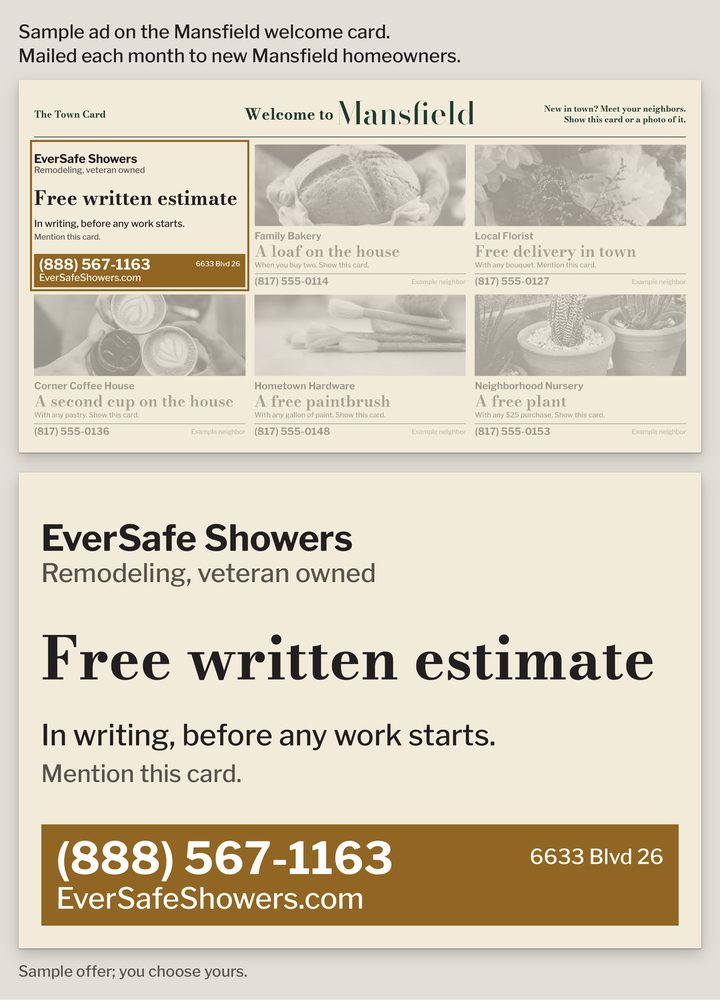 Sample ad on the Mansfield welcome card.
Mailed each month to new Mansfield homeowners.
The Town Card
Welcome to Mansfield
New in town? Meet your neighbors.
Show this card or a photo of it.
EverSafe Showers
Remodeling, veteran owned
Free written estimate
In writing, before any work starts.
Mention this card.
(888) 567-1163
6633 Blvd 26
EverSafeShowers.com
Family Bakery
A loaf on the house
When you buy two. Show this card.
(817) 555-0114
Example neighbor
Local Florist
Free delivery in town
With any bouquet. Mention this card.
(817) 555-0127
Example neighbor
Corner Coffee House
A second cup on the house
With any pastry. Show this card.
(817) 555-0136
Example neighbor
Hometown Hardware
A free paintbrush
With any gallon of paint. Show this card.
(817) 555-0148
Example neighbor
Neighborhood Nursery
A free plant
With any $25 purchase. Show this card.
(817) 555-0153
Example neighbor
EverSafe Showers
Remodeling, veteran owned
Free written estimate
In writing, before any work starts.
Mention this card.
(888) 567-1163
6633 Blvd 26
EverSafeShowers.com
Sample offer; you choose yours.